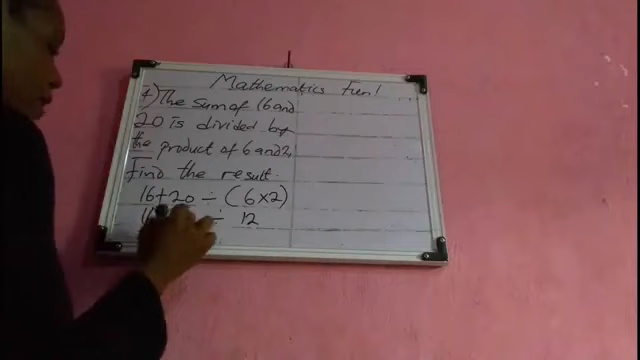 Mathematics Fun!
4) The sum of 16 and
20 is divided by
the product of 6 and 2,
find the result.
16+20 ÷ (6×2)
÷ 12